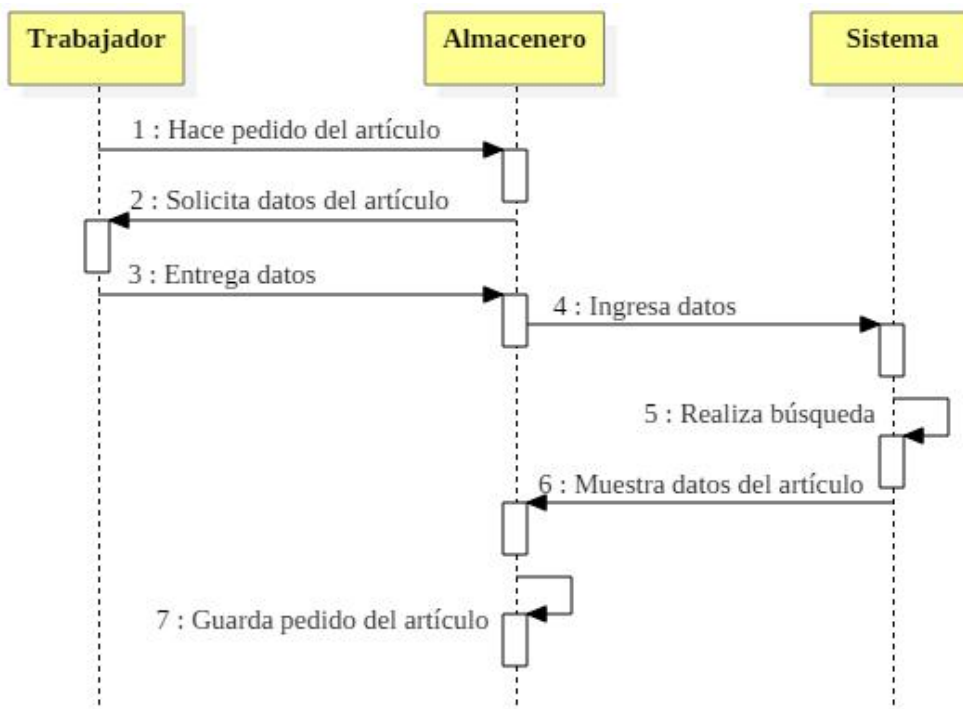 Trabajador
Almacenero
Sistema
1 : Hace pedido del artículo
2 : Solicita datos del artículo
3 : Entrega datos
4 : Ingresa datos
5 : Realiza búsqueda
6 : Muestra datos del artículo
7 : Guarda pedido del artículo